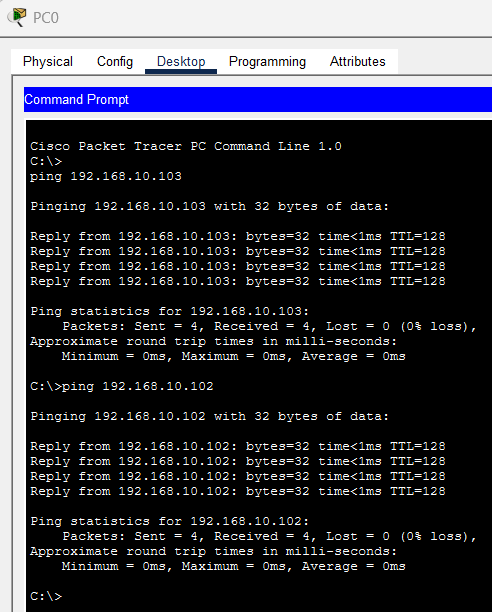 PC0
Physical Config Desktop Programming Attributes
Command Prompt
Cisco Packet Tracer PC Command Line 1.0
C:\>
ping 192.168.10.103
Pinging 192.168.10.103 with 32 bytes of data:
Reply from 192.168.10.103: bytes=32 time<1ms TTL=128
Reply from 192.168.10.103: bytes=32 time<1ms TTL=128
Reply from 192.168.10.103: bytes=32 time<1ms TTL=128
Reply from 192.168.10.103: bytes=32 time<1ms TTL=128
Ping statistics for 192.168.10.103:
Packets: Sent = 4, Received = 4, Lost = 0 (0% loss),
Approximate round trip times in milli-seconds:
Minimum = 0ms, Maximum = 0ms, Average = 0ms
C:\>ping 192.168.10.102
Pinging 192.168.10.102 with 32 bytes of data:
Reply from 192.168.10.102: bytes=32 time<1ms TTL=128
Reply from 192.168.10.102: bytes=32 time<1ms TTL=128
Reply from 192.168.10.102: bytes=32 time<1ms TTL=128
Reply from 192.168.10.102: bytes=32 time<1ms TTL=128
Ping statistics for 192.168.10.102:
Packets: Sent = 4, Received = 4, Lost = 0 (0% loss),
Approximate round trip times in milli-seconds:
Minimum = 0ms, Maximum = 0ms, Average = 0ms
C:\>